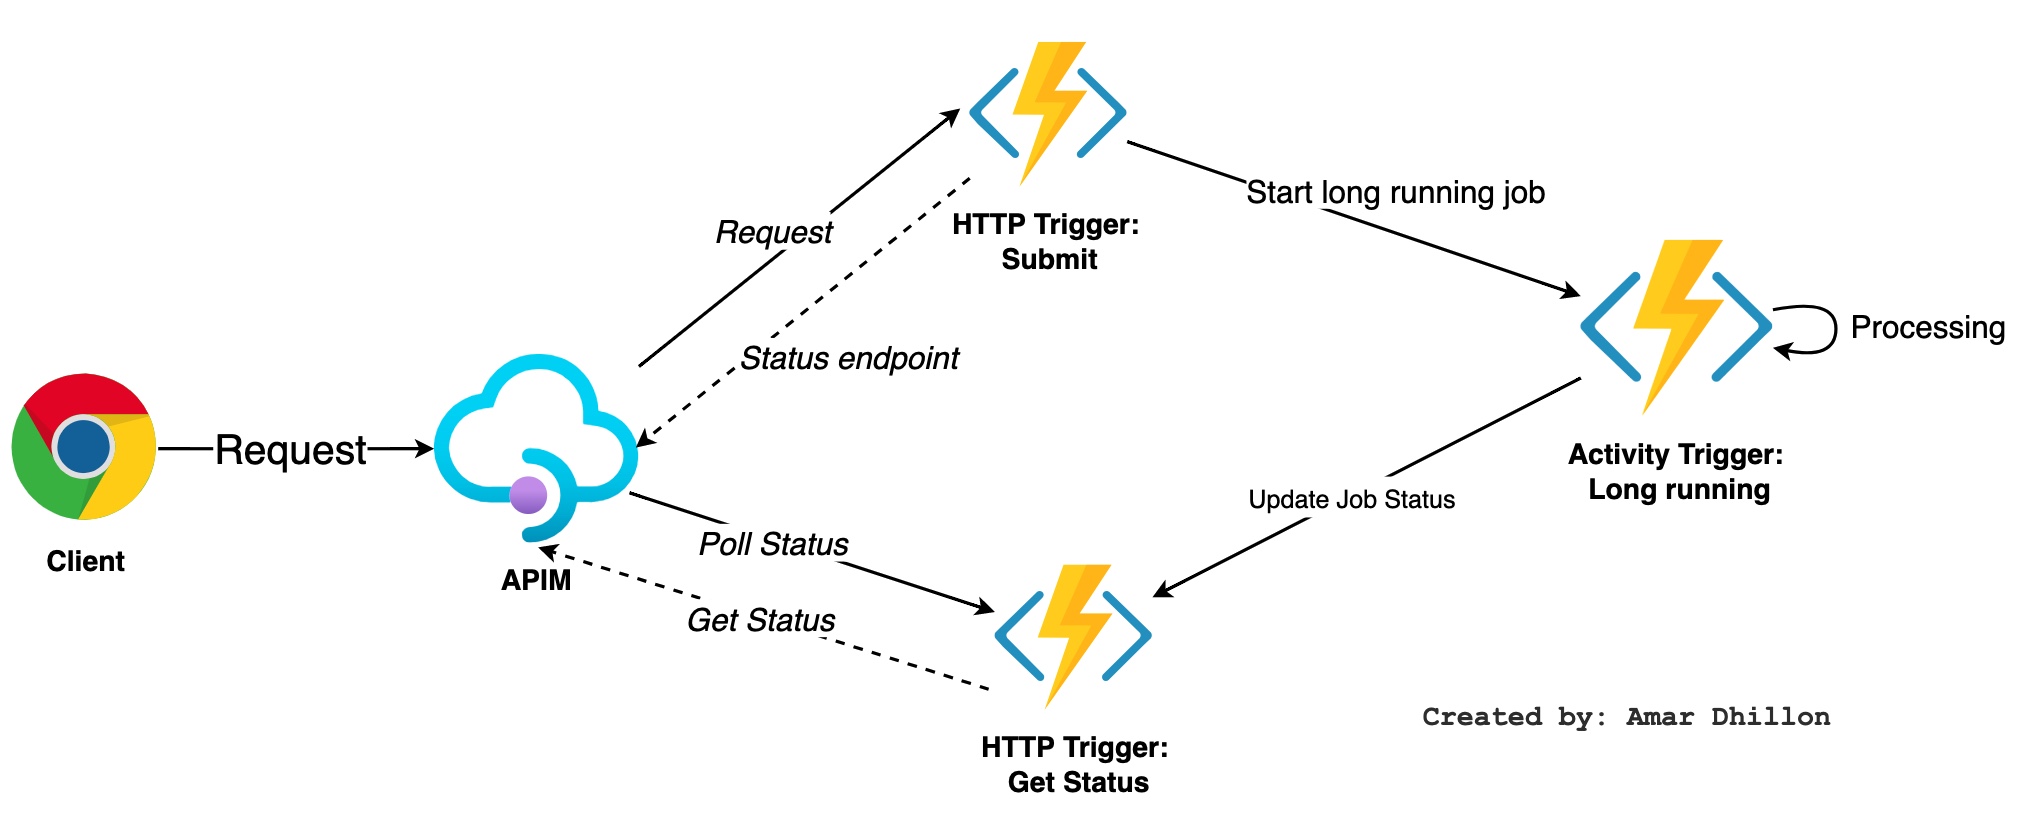 HTTP Trigger:
Submit
Request
Start long running job
Status endpoint
Processing
Request
Client
APIM
Activity Trigger:
Long running
Update Job Status
Poll Status
Get Status
HTTP Trigger:
Get Status
Created by: Amar Dhillon